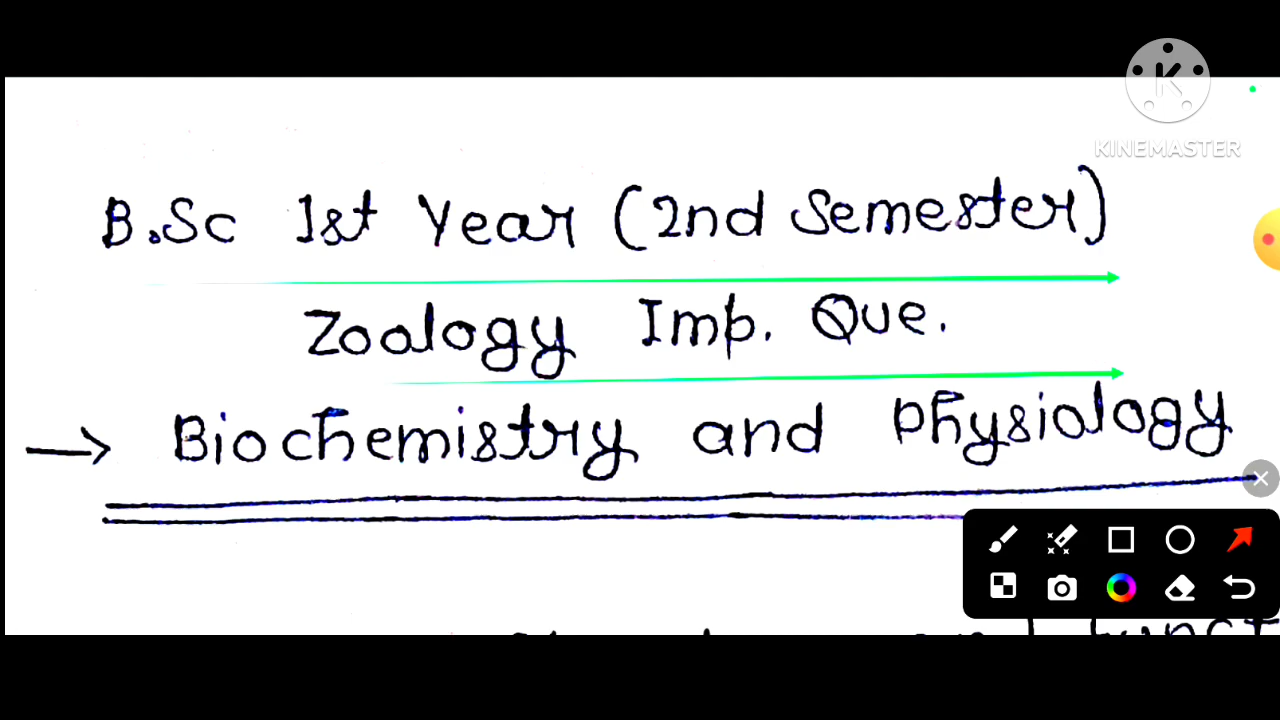 KINEMASTER
B.Sc 1st Year (2nd Semester)
Zoology Imp. Que.
→ Biochemistry and Physiology